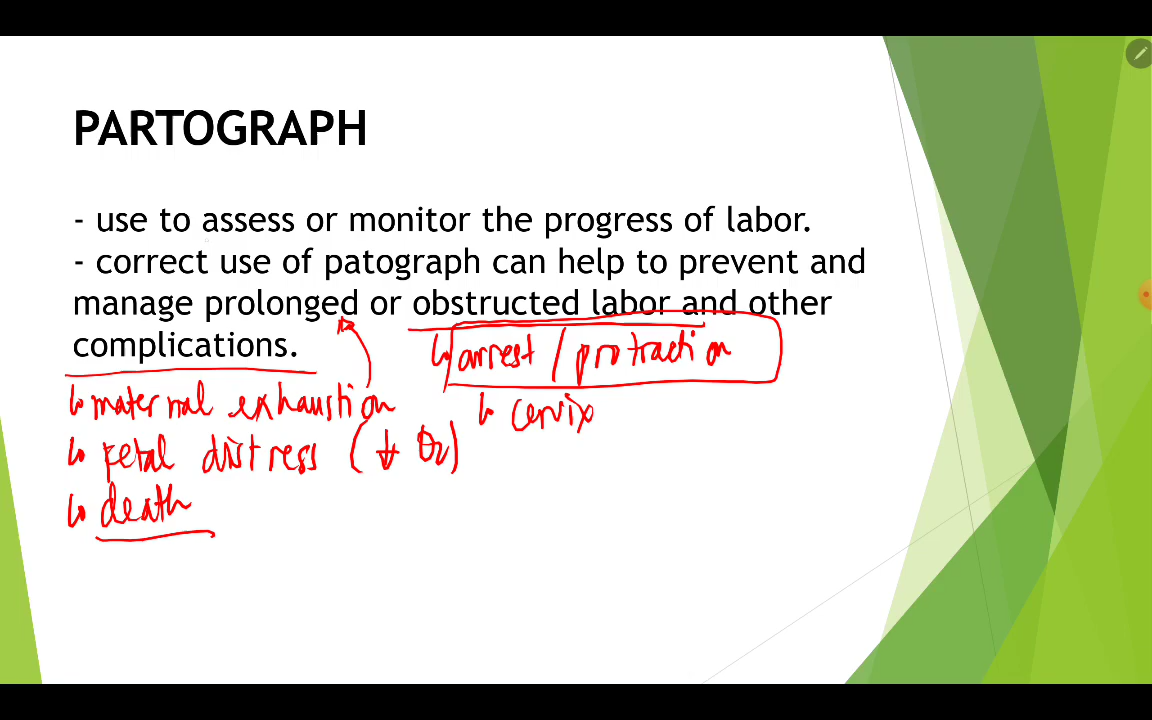 PARTOGRAPH
- use to assess or monitor the progress of labor.
- correct use of patograph can help to prevent and
manage prolonged or obstructed labor and other
complications.
arrest / protraction
cervix
maternal exhaustion
fetal distress (↓ O2)
death